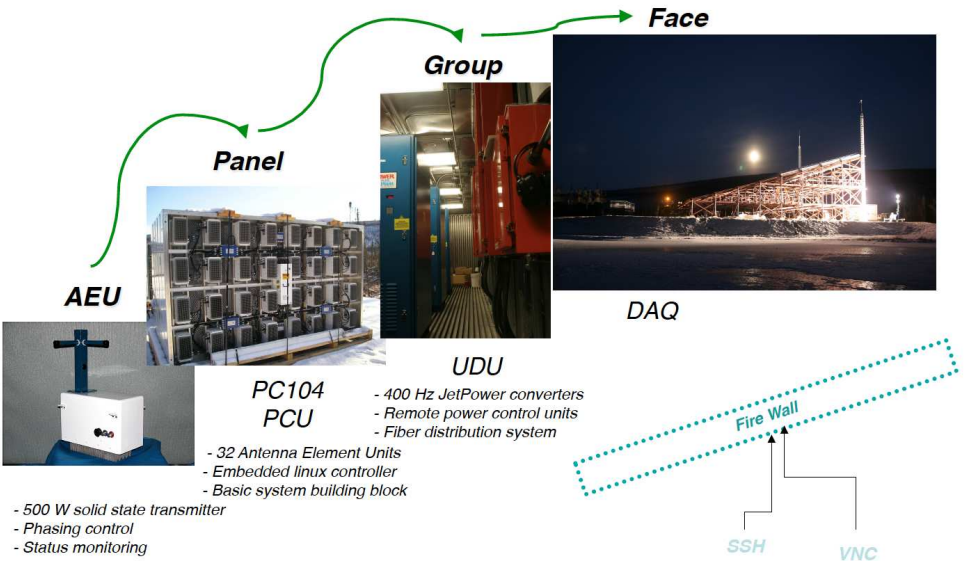 Face
Group
Panel
AEU
DAQ
UDU
- 400 Hz JetPower converters
- Remote power control units
- Fiber distribution system
PC104
PCU
- 32 Antenna Element Units
- Embedded linux controller
- Basic system building block
- 500 W solid state transmitter
- Phasing control
- Status monitoring
Fire Wall
SSH
VNC